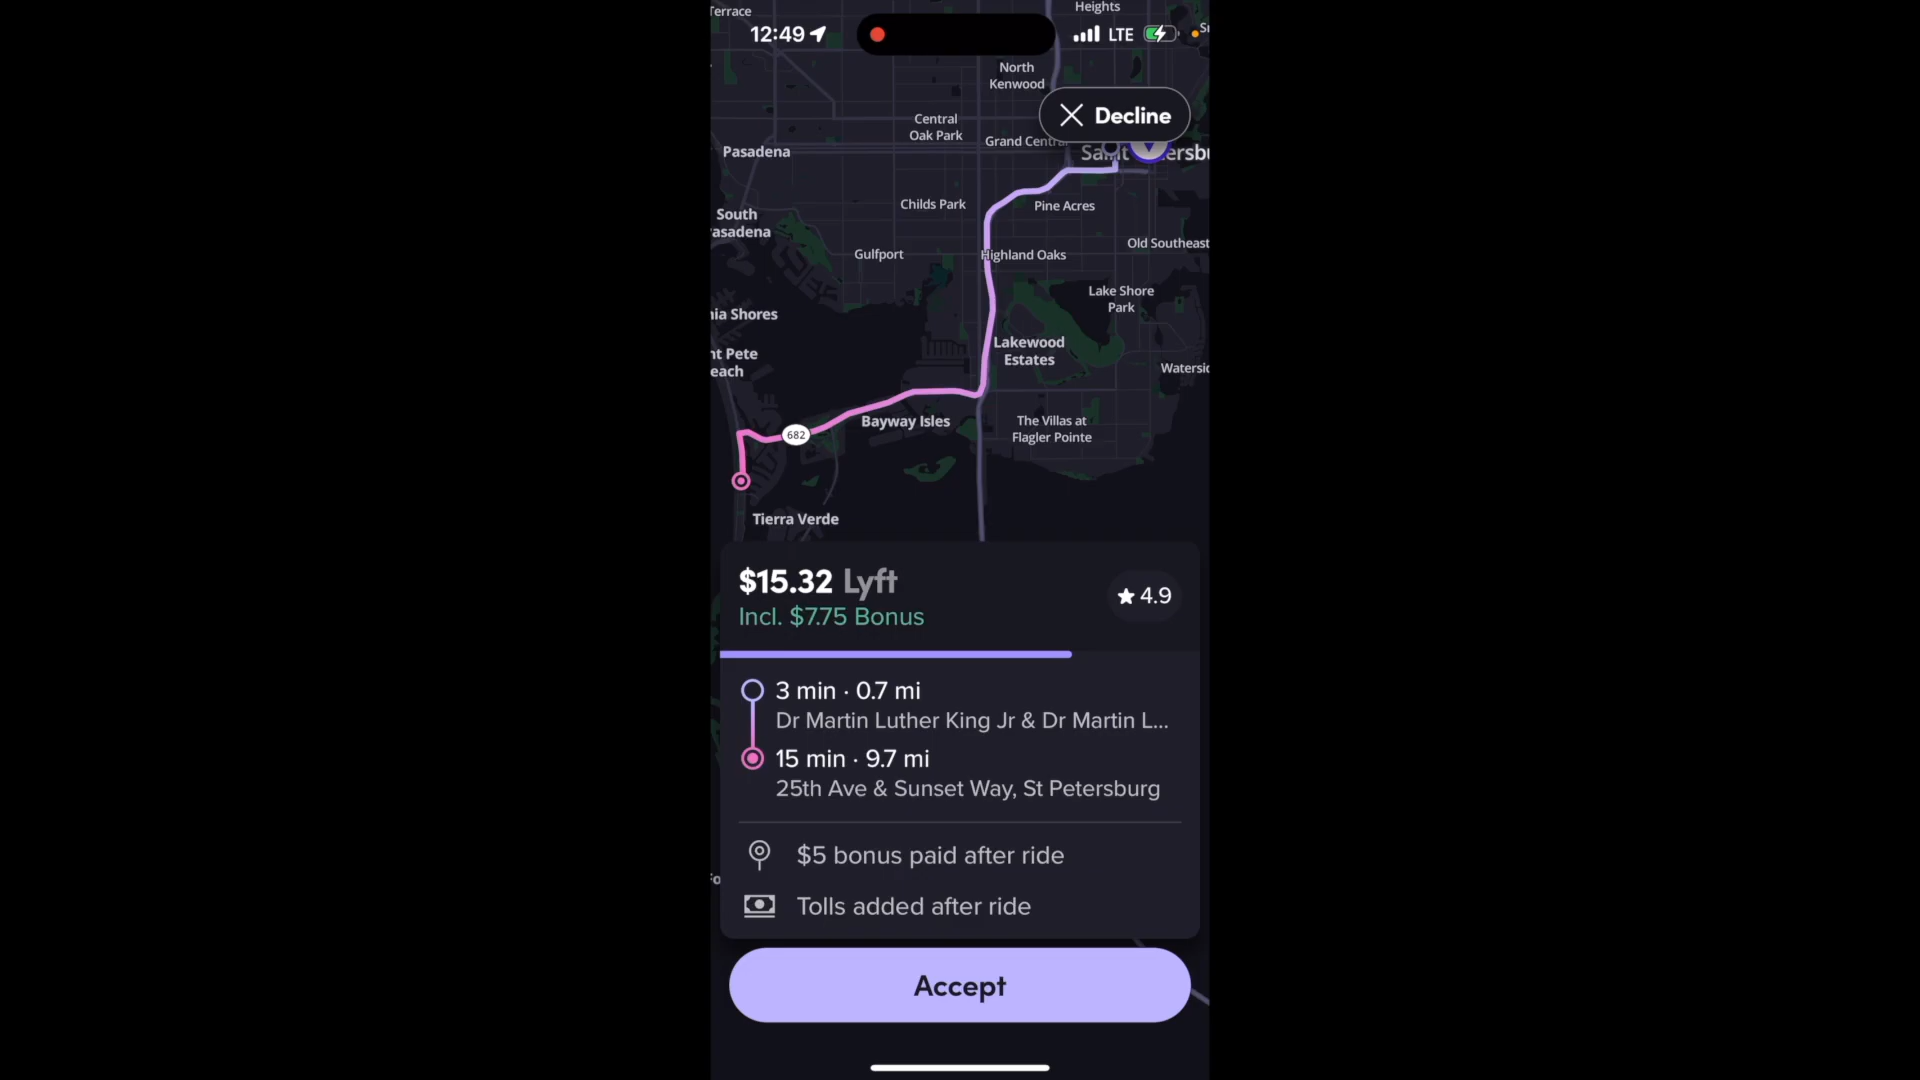 Terrace
Heights
12:49
LTE
North
Kenwood
Decline
Central
Oak Park
Grand Centra
Pasadena
Childs Park
Pine Acres
South
Old Southeast
Gulfport
Highland Oaks
Lake Shore
Park
nia Shores
Lakewood
Estates
nt Pete
each
Watersid
Bayway Isles
The Villas at
Flagler Pointe
682
Tierra Verde
$15.32 Lyft
Incl. $7.75 Bonus
4.9
3 min · 0.7 mi
Dr Martin Luther King Jr & Dr Martin L...
15 min · 9.7 mi
25th Ave & Sunset Way, St Petersburg
$5 bonus paid after ride
Tolls added after ride
Accept